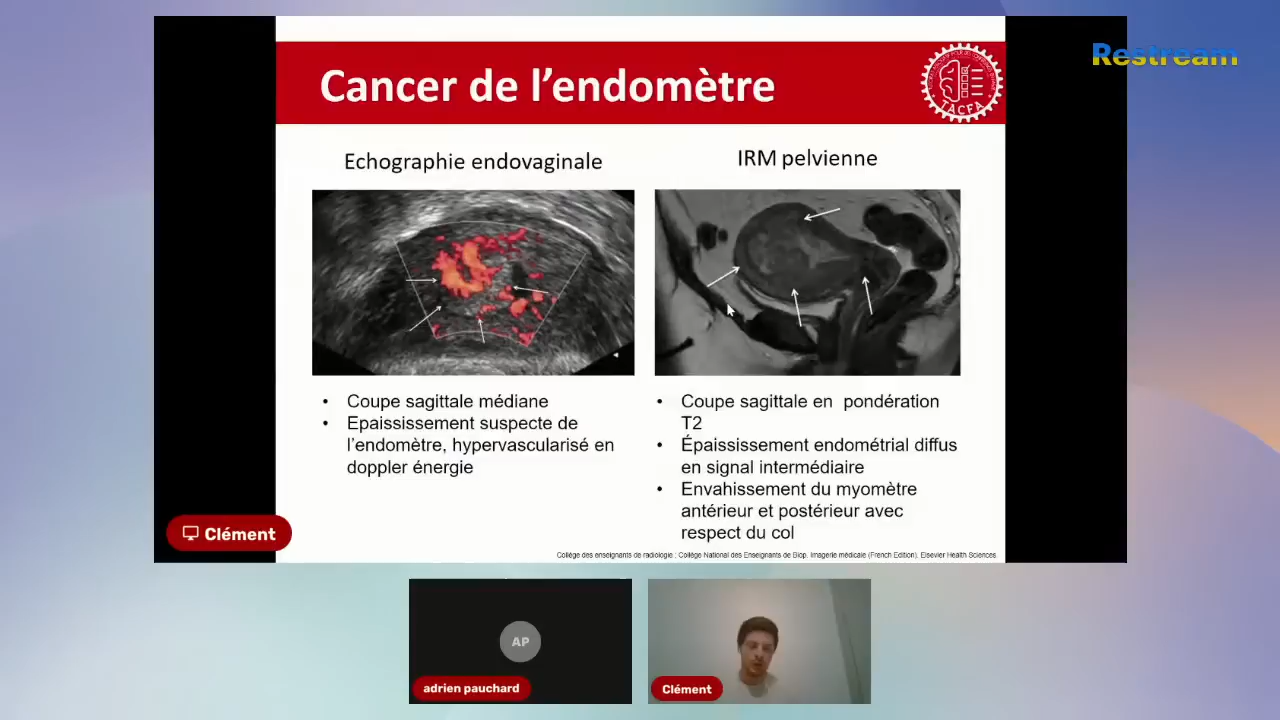 Restream
Cancer de l’endomètre
TACFA
Echographie endovaginale
IRM pelvienne
• Coupe sagittale médiane
• Epaississement suspecte de
l’endomètre, hypervascularisé en
doppler énergie
• Coupe sagittale en pondération
T2
• Épaississement endométrial diffus
en signal intermédiaire
• Envahissement du myomètre
antérieur et postérieur avec
respect du col
Collège des enseignants de radiologie ; Collège National des Enseignants de Biop. Imagerie médicale (French Edition). Elsevier Health Sciences.
Clément
AP
adrien pauchard
Clément